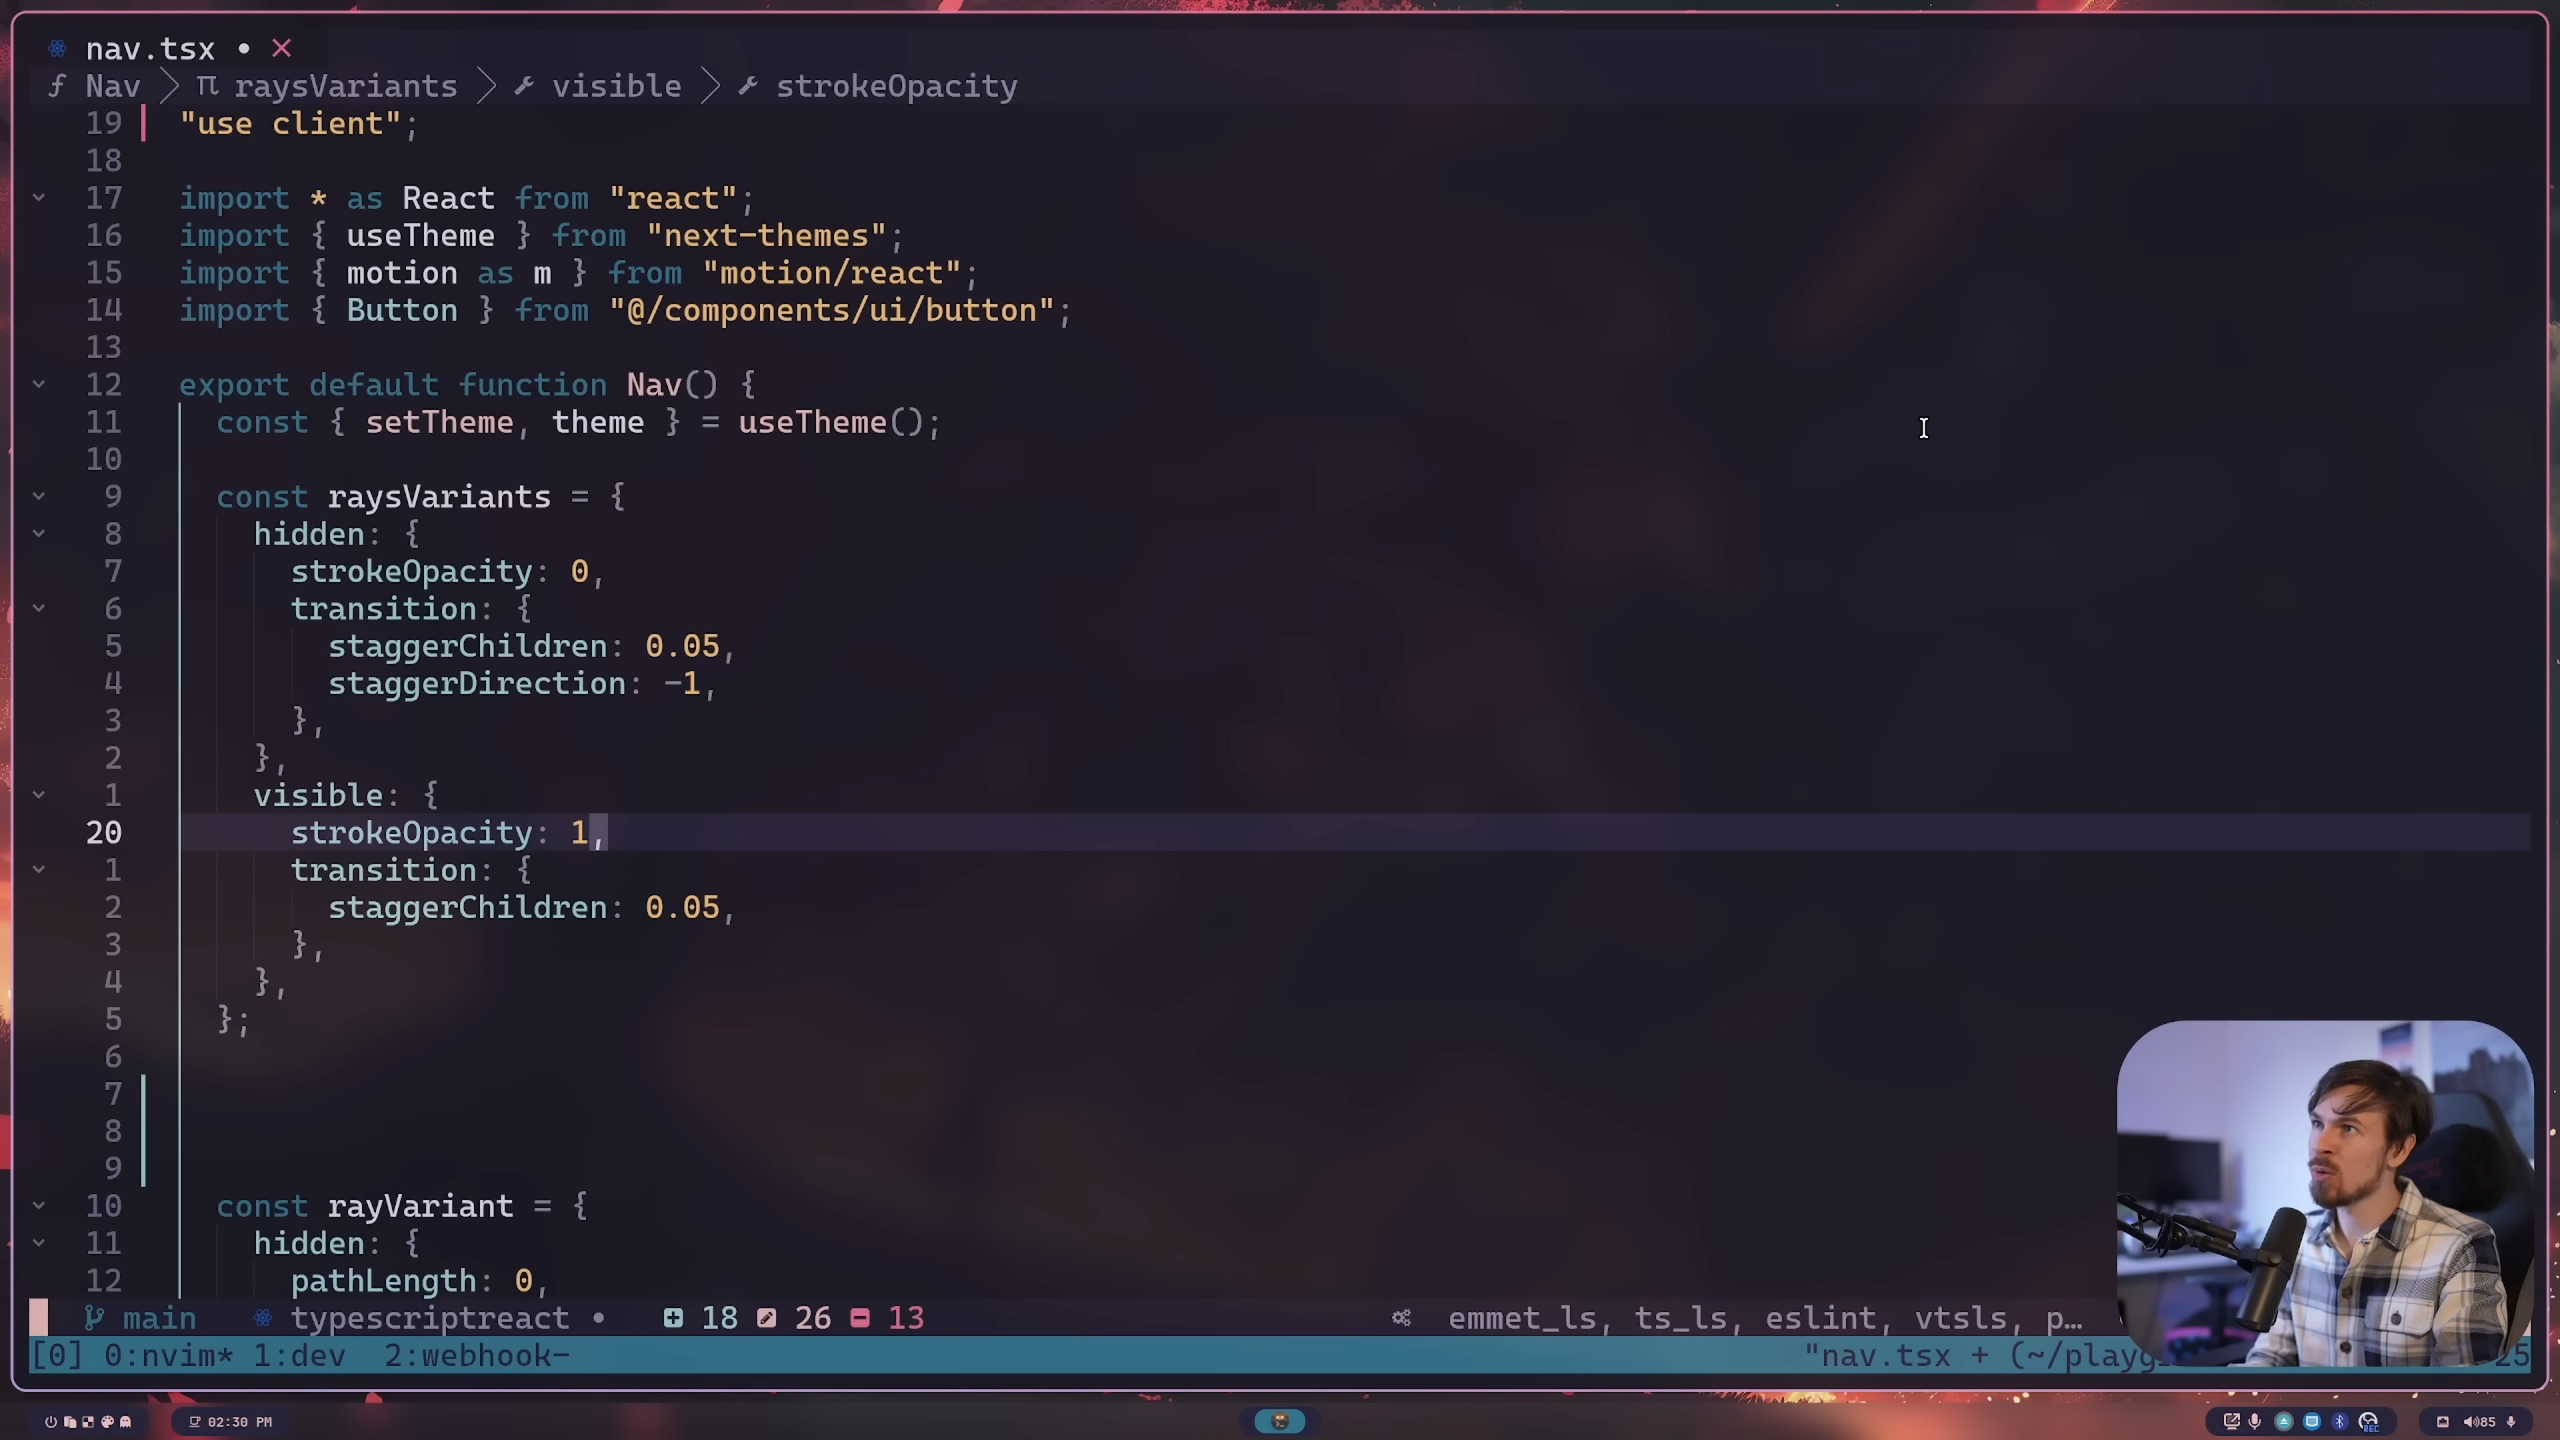 nav.tsx • ×
Nav > raysVariants > visible > strokeOpacity
19 "use client";
18
17 import * as React from "react";
16 import { useTheme } from "next-themes";
15 import { motion as m } from "motion/react";
14 import { Button } from "@/components/ui/button";
13
12 export default function Nav() {
11 const { setTheme, theme } = useTheme();
10
9 const raysVariants = {
8 hidden: {
7 strokeOpacity: 0,
6 transition: {
5 staggerChildren: 0.05,
4 staggerDirection: -1,
3 },
2 },
1 visible: {
20 strokeOpacity: 1,
1 transition: {
2 staggerChildren: 0.05,
3 },
4 },
5 };
6
7
8
9
10 const rayVariant = {
11 hidden: {
12 pathLength: 0,
main typescriptreact • 18 26 13 emmet_ls, ts_ls, eslint, vtsls, p…
[0] 0:nvim* 1:dev 2:webhook- "nav.tsx + (~/playg 25
02:30 PM REC 85